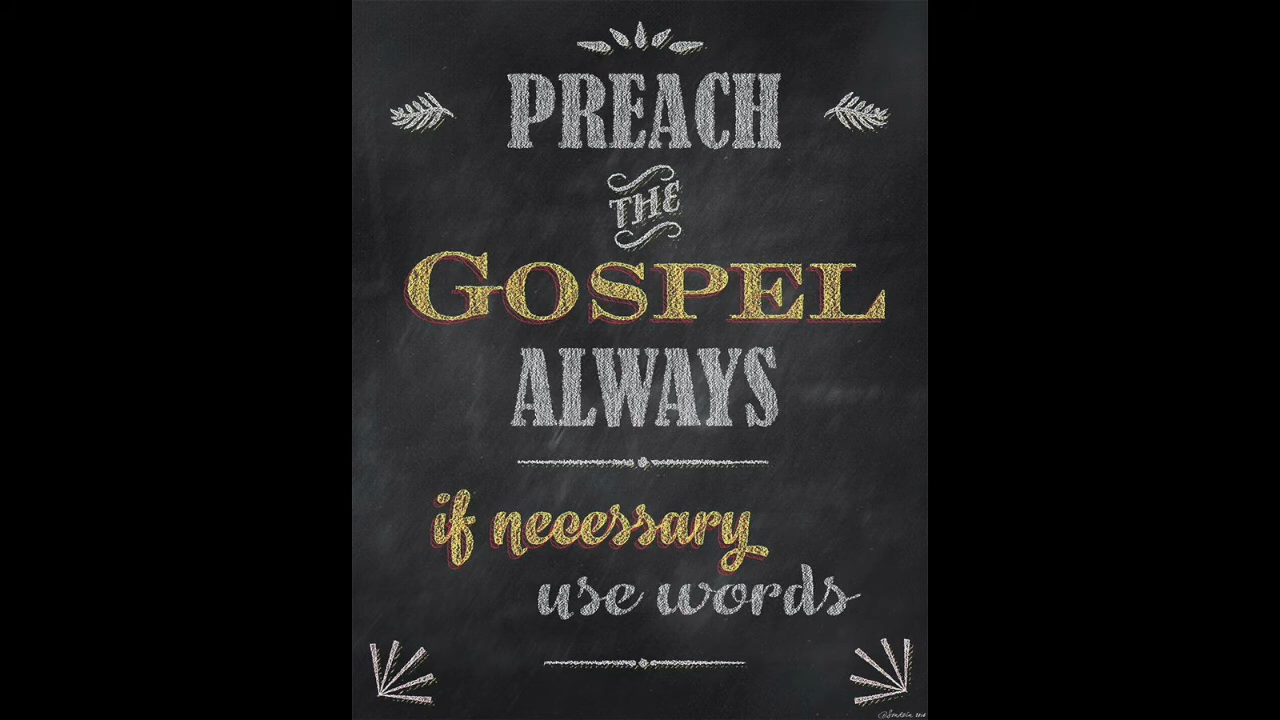 PREACH
THE
GOSPEL
ALWAYS
if necessary
use words